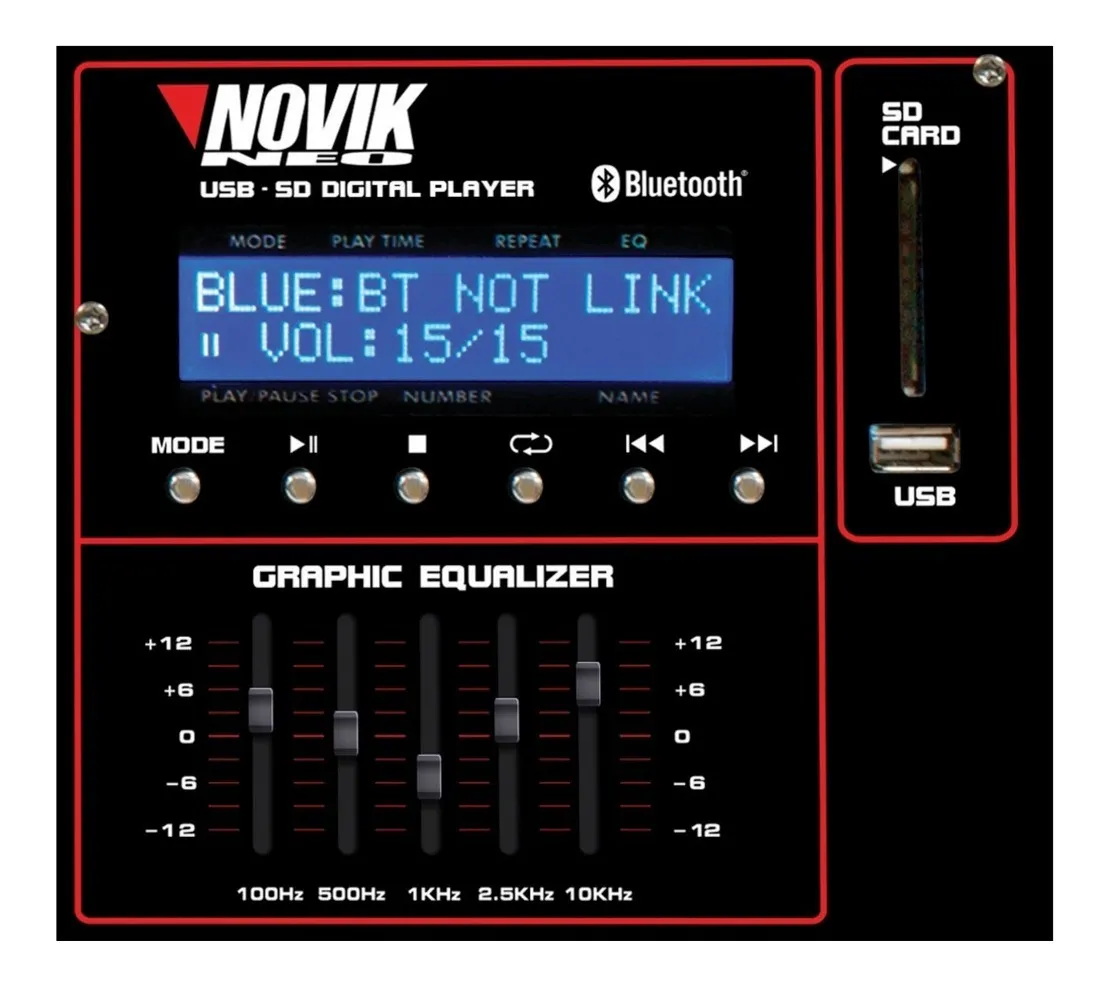 NOVIK
NEO
USB - SD DIGITAL PLAYER
Bluetooth®
MODE PLAY TIME REPEAT EQ
BLUE:BT NOT LINK
VOL:15/15
PLAY/PAUSE STOP NUMBER NAME
MODE
SD
CARD
USB
GRAPHIC EQUALIZER
+12 +12
+6 +6
0 0
-6 -6
-12 -12
100Hz 500Hz 1KHz 2.5KHz 10KHz